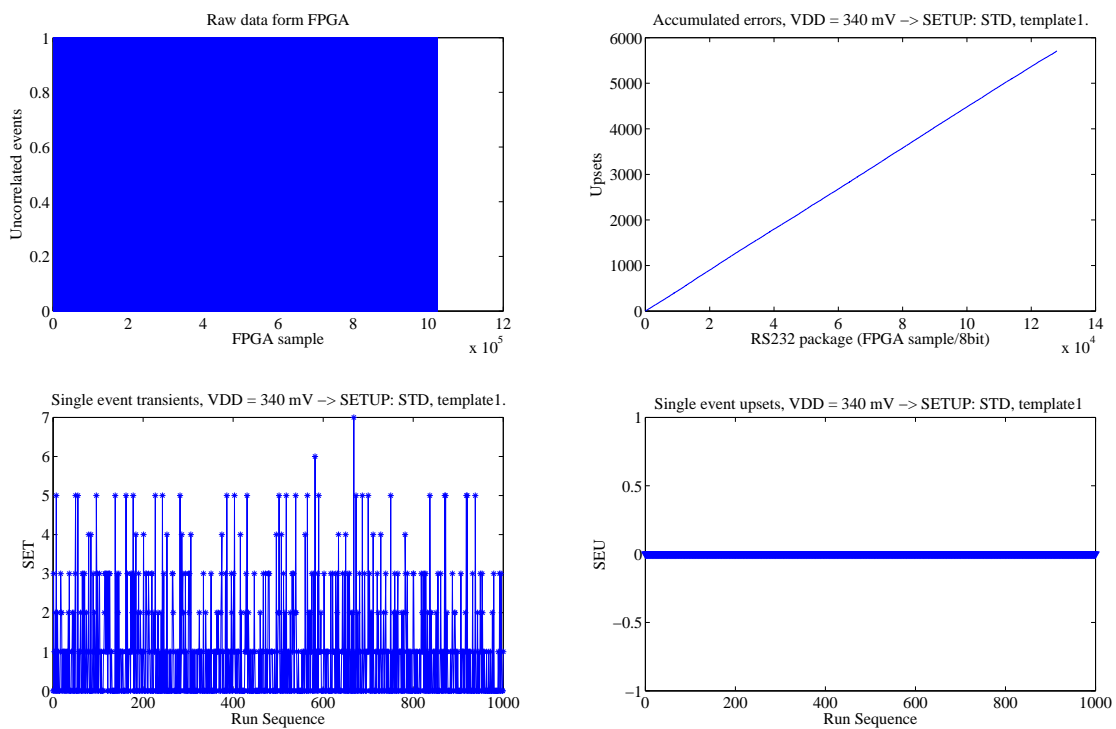 Raw data form FPGA
Uncorrelated events
1
0.8
0.6
0.4
0.2
0
0 2 4 6 8 10 12
FPGA sample
x 10^5
Accumulated errors, VDD = 340 mV −> SETUP: STD, template1.
Upsets
6000
5000
4000
3000
2000
1000
0
0 2 4 6 8 10 12 14
RS232 package (FPGA sample/8bit)
x 10^4
Single event transients, VDD = 340 mV −> SETUP: STD, template1.
SET
7
6
5
4
3
2
1
0
0 200 400 600 800 1000
Run Sequence
Single event upsets, VDD = 340 mV −> SETUP: STD, template1
SEU
1
0.5
0
−0.5
−1
0 200 400 600 800 1000
Run Sequence